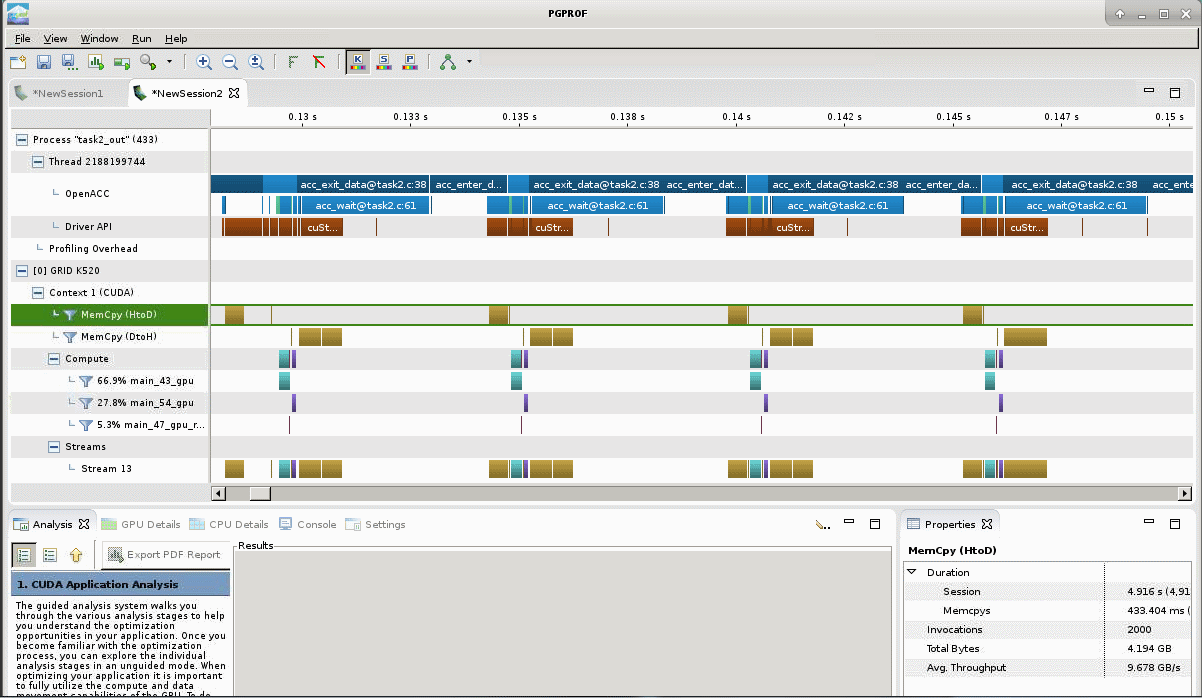 PGPROF
File View Window Run Help
K S P
*NewSession1 *NewSession2
0.13 s 0.133 s 0.135 s 0.138 s 0.14 s 0.142 s 0.145 s 0.147 s 0.15 s
Process "task2_out" (433)
Thread 2188199744
acc_exit_data@task2.c:38 acc_enter_d... acc_exit_data@task2.c:38 acc_enter_dat... acc_exit_data@task2.c:38 acc_enter_da... acc_exit_data@task2.c:38 acc_ente
OpenACC
acc_wait@task2.c:61 acc_wait@task2.c:61 acc_wait@task2.c:61 acc_wait@task2.c:61
Driver API cuStr... cuStr... cuStr... cuStr...
Profiling Overhead
[0] GRID K520
Context 1 (CUDA)
MemCpy (HtoD)
MemCpy (DtoH)
Compute
66.9% main_43_gpu
27.8% main_54_gpu
5.3% main_47_gpu_r...
Streams
Stream 13
Analysis GPU Details CPU Details Console Settings
Export PDF Report
Results
1. CUDA Application Analysis
The guided analysis system walks you
through the various analysis stages to help
you understand the optimization
opportunities in your application. Once you
become familiar with the optimization
process, you can explore the individual
analysis stages in an unguided mode. When
optimizing your application it is important
to fully utilize the compute and data
movement capabilities of the GPU. To do
Properties
MemCpy (HtoD)
Duration
Session 4.916 s (4,91
Memcpys 433.404 ms (
Invocations 2000
Total Bytes 4.194 GB
Avg. Throughput 9.678 GB/s